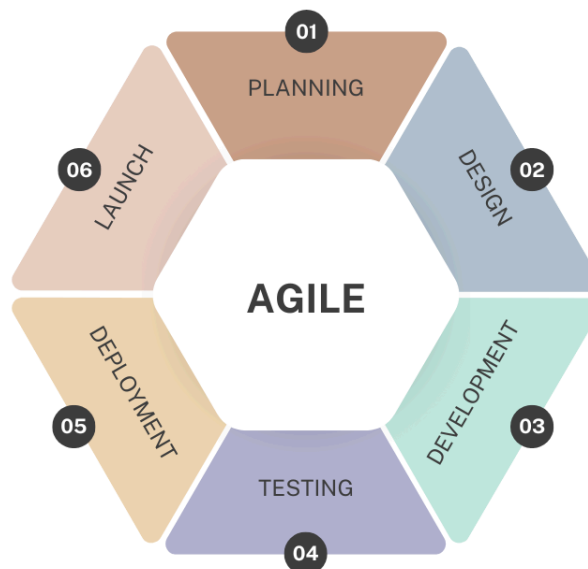 01
PLANNING
02
DESIGN
03
DEVELOPMENT
04
TESTING
05
DEPLOYMENT
06
LAUNCH
AGILE